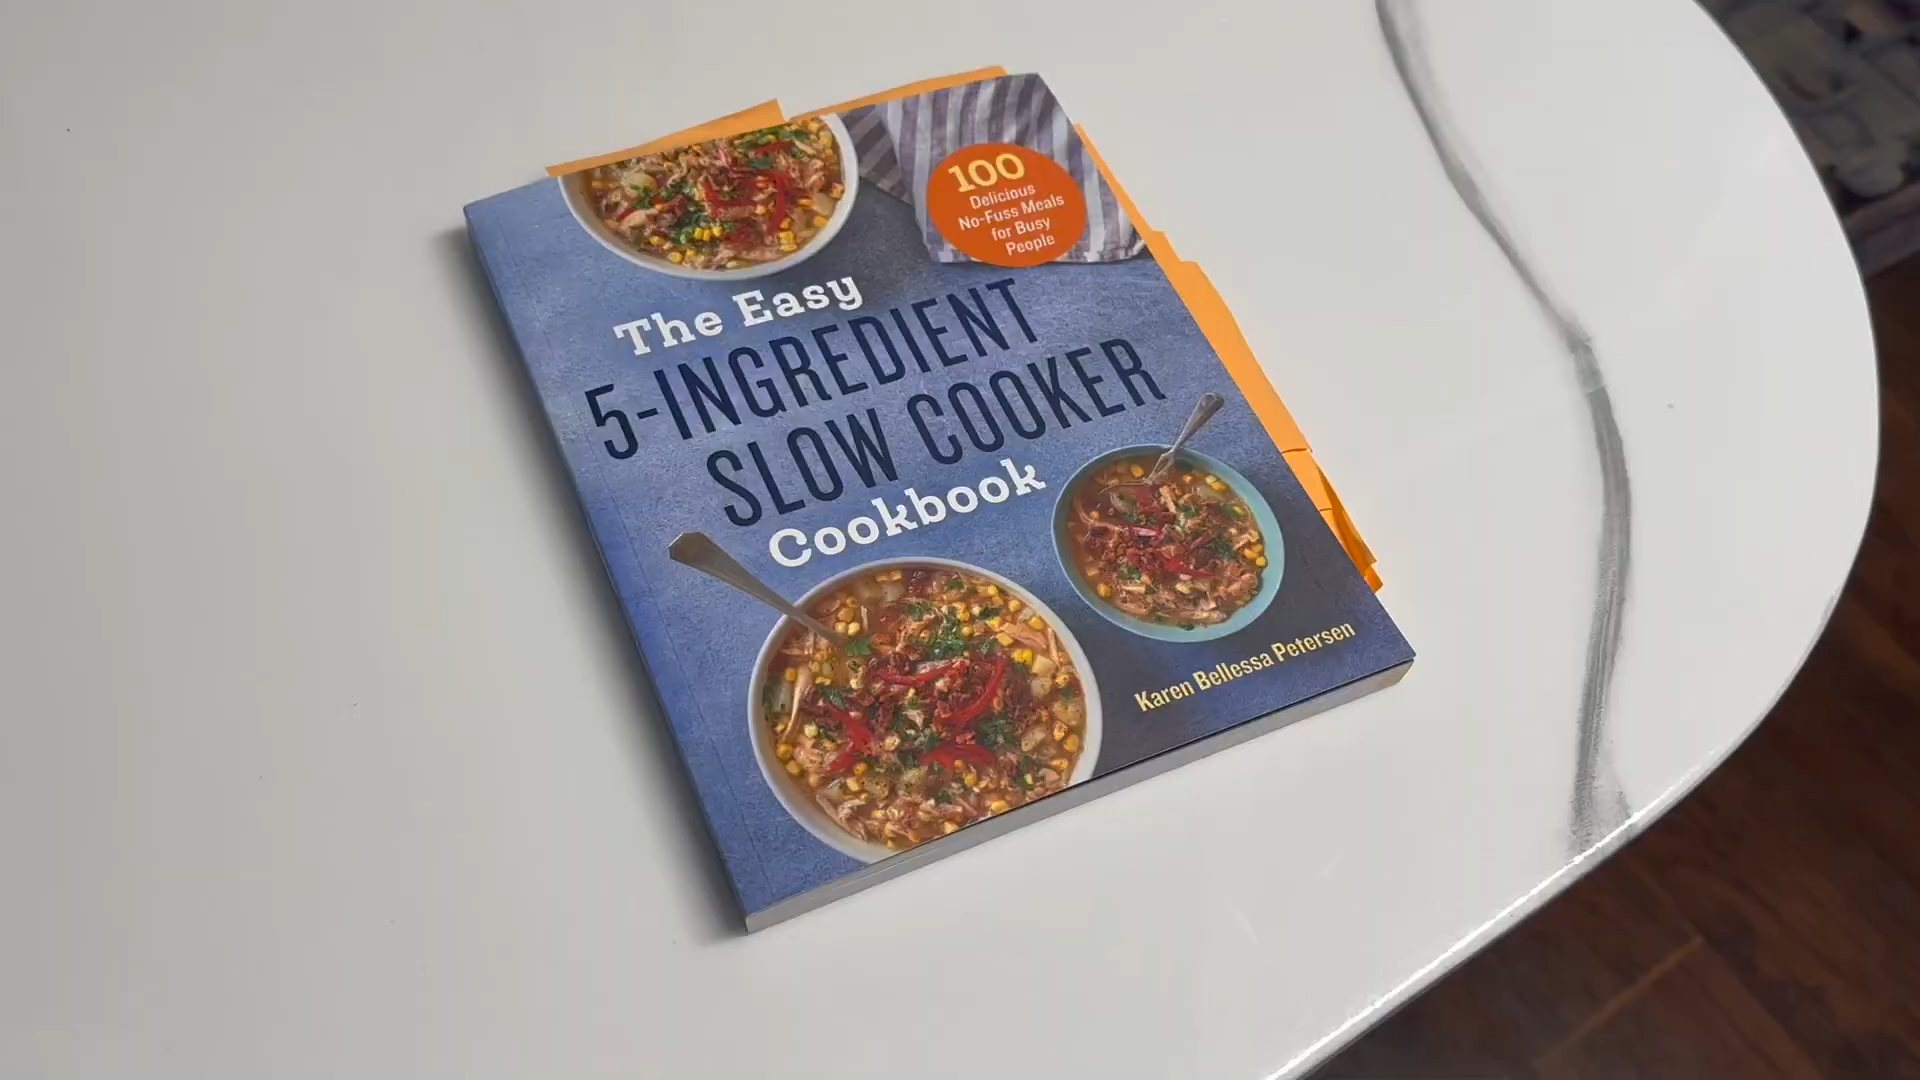 100
Delicious
No-Fuss Meals
for Busy
People
The Easy
5-INGREDIENT
SLOW COOKER
Cookbook
Karen Bellessa Petersen